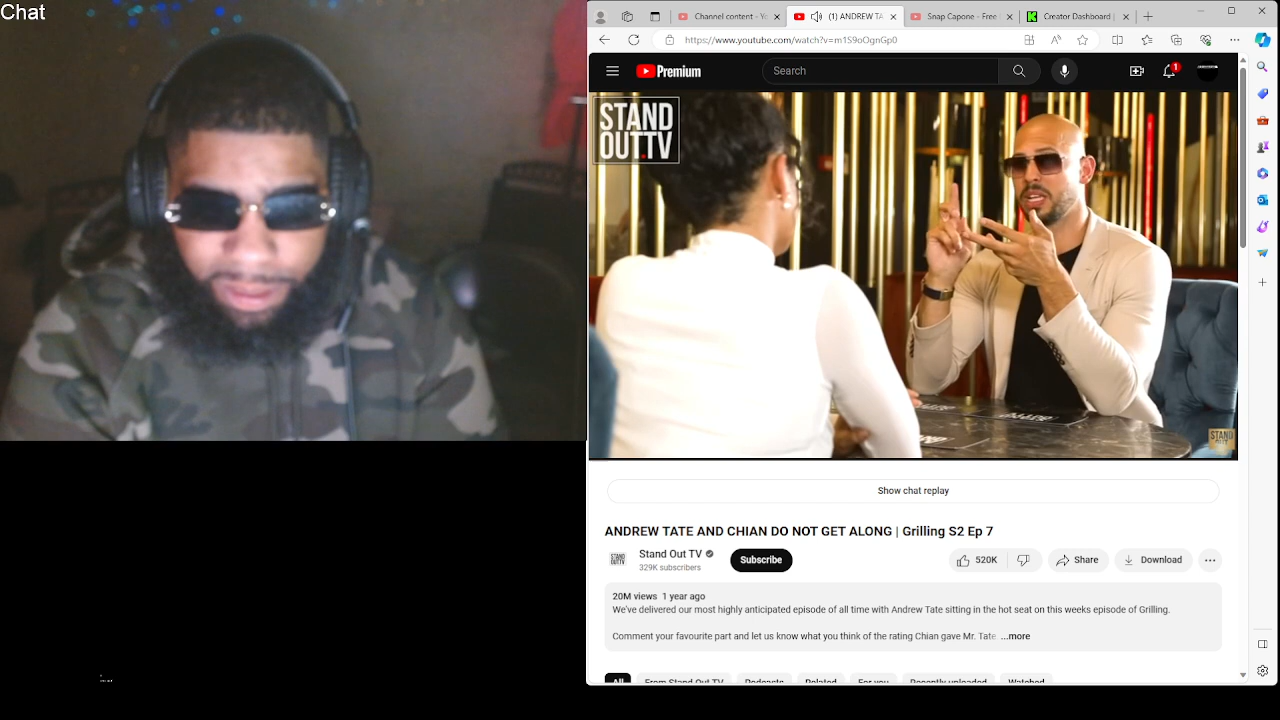 Chat
Channel content - Yo
(1) ANDREW TA
Snap Capone - Free
Creator Dashboard |
https://www.youtube.com/watch?v=m1S9oOgnGp0
Premium
Search
1
STAND
OUT.TV
STAND
Show chat replay
ANDREW TATE AND CHIAN DO NOT GET ALONG | Grilling S2 Ep 7
Stand Out TV
329K subscribers
Subscribe
520K
Share
Download
20M views 1 year ago
We've delivered our most highly anticipated episode of all time with Andrew Tate sitting in the hot seat on this weeks episode of Grilling.
Comment your favourite part and let us know what you think of the rating Chian gave Mr. Tate ...more
All
From Stand Out TV
Podcasts
Related
For you
Recently uploaded
Watched